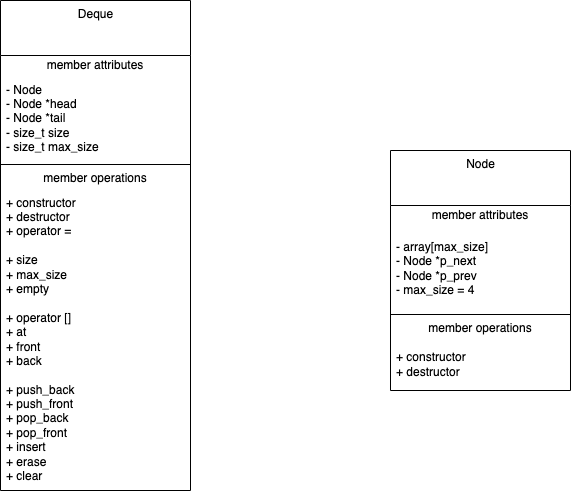 Deque
member attributes
- Node
- Node *head
- Node *tail
- size_t size
- size_t max_size
member operations
+ constructor
+ destructor
+ operator =
+ size
+ max_size
+ empty
+ operator []
+ at
+ front
+ back
+ push_back
+ push_front
+ pop_back
+ pop_front
+ insert
+ erase
+ clear
Node
member attributes
- array[max_size]
- Node *p_next
- Node *p_prev
- max_size = 4
member operations
+ constructor
+ destructor